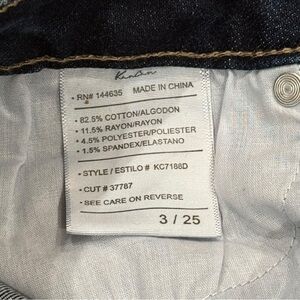 KanCan
RN# 144635 MADE IN CHINA
• 82.5% COTTON/ALGODON
• 11.5% RAYON/RAYON
• 4.5% POLYESTER/POLIESTER
• 1.5% SPANDEX/ELASTANO
• STYLE / ESTILO # KC7188D
• CUT # 37787
• SEE CARE ON REVERSE
3 / 25